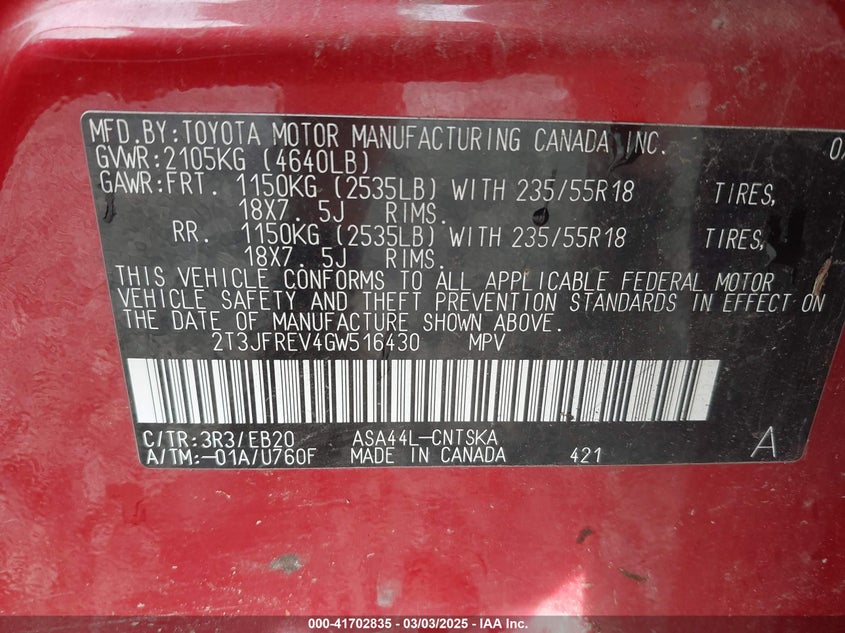 MFD.BY:TOYOTA MOTOR MANUFACTURING CANADA INC.
GVWR:2105KG (4640LB)
GAWR:FRT. 1150KG (2535LB) WITH 235/55R18 TIRES,
18X7. 5J RIMS.
RR. 1150KG (2535LB) WITH 235/55R18 TIRES,
18X7. 5J RIMS.
THIS VEHICLE CONFORMS TO ALL APPLICABLE FEDERAL MOTOR
VEHICLE SAFETY AND THEFT PREVENTION STANDARDS IN EFFECT ON
THE DATE OF MANUFACTURE SHOWN ABOVE.
2T3JFREV4GW516430 MPV
C/TR:3R3/EB20 ASA44L-CNTSKA A
A/TM:-01A/U760F MADE IN CANADA 421
000-41702835 - 03/03/2025 - IAA Inc.